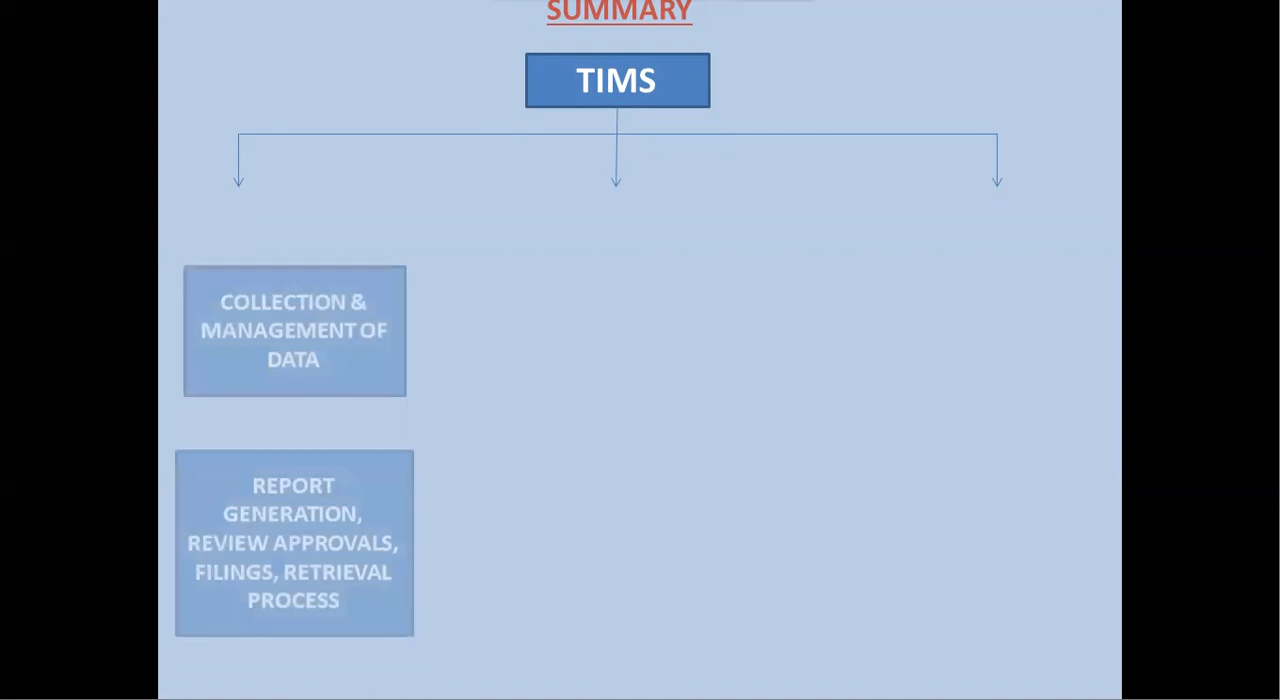 SUMMARY
TIMS
COLLECTION &
MANAGEMENT OF
DATA
REPORT
GENERATION,
REVIEW APPROVALS,
FILINGS, RETRIEVAL
PROCESS